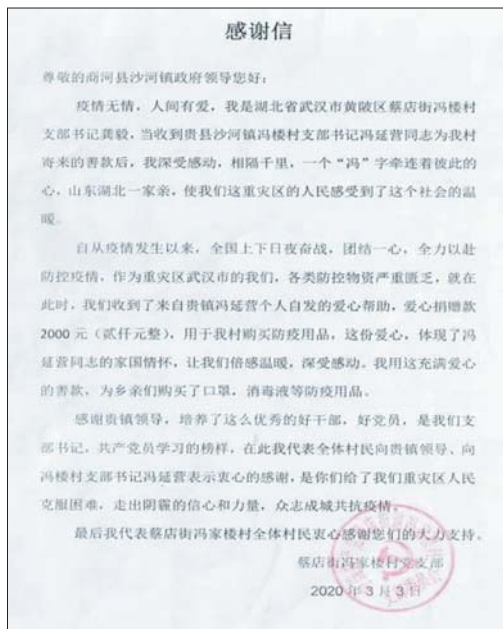 感谢信
尊敬的商河县沙河镇政府领导您好：
疫情无情，人间有爱，我是湖北省武汉市黄陂区蔡店街冯楼村
支部书记龚毅，当收到贵县沙河镇冯楼村支部书记冯延营同志为我村
寄来的善款后，我深受感动，相隔千里，一个“冯”字牵连着彼此的
心，山东湖北一家亲，使我们这重灾区的人民感受到了这个社会的温
暖。
自从疫情发生以来，全国上下日夜奋战，团结一心，全力以赴
防控疫情，作为重灾区武汉市的我们，各类防控物资严重匮乏，就在
此时，我们收到了来自贵镇冯延营个人自发的爱心帮助，爱心捐赠款
2000 元（贰仟元整），用于我村购买防疫用品，这份爱心，体现了冯
延营同志的家国情怀，让我们倍感温暖，深受感动。我用这充满爱心
的善款，为乡亲们购买了口罩，消毒液等防疫用品。
感谢贵镇领导，培养了这么优秀的好干部，好党员，是我们支
部书记，共产党员学习的榜样，在此我代表全体村民向贵镇领导、向
冯楼村支部书记冯延营表示衷心的感谢，是你们给了我们重灾区人民
克服困难，走出阴霾的信心和力量，众志成城共抗疫情。
最后我代表蔡店街冯家楼村全体村民衷心感谢您们的大力支持。
蔡店街冯家楼村党支部
2020 年 3 月 3 日